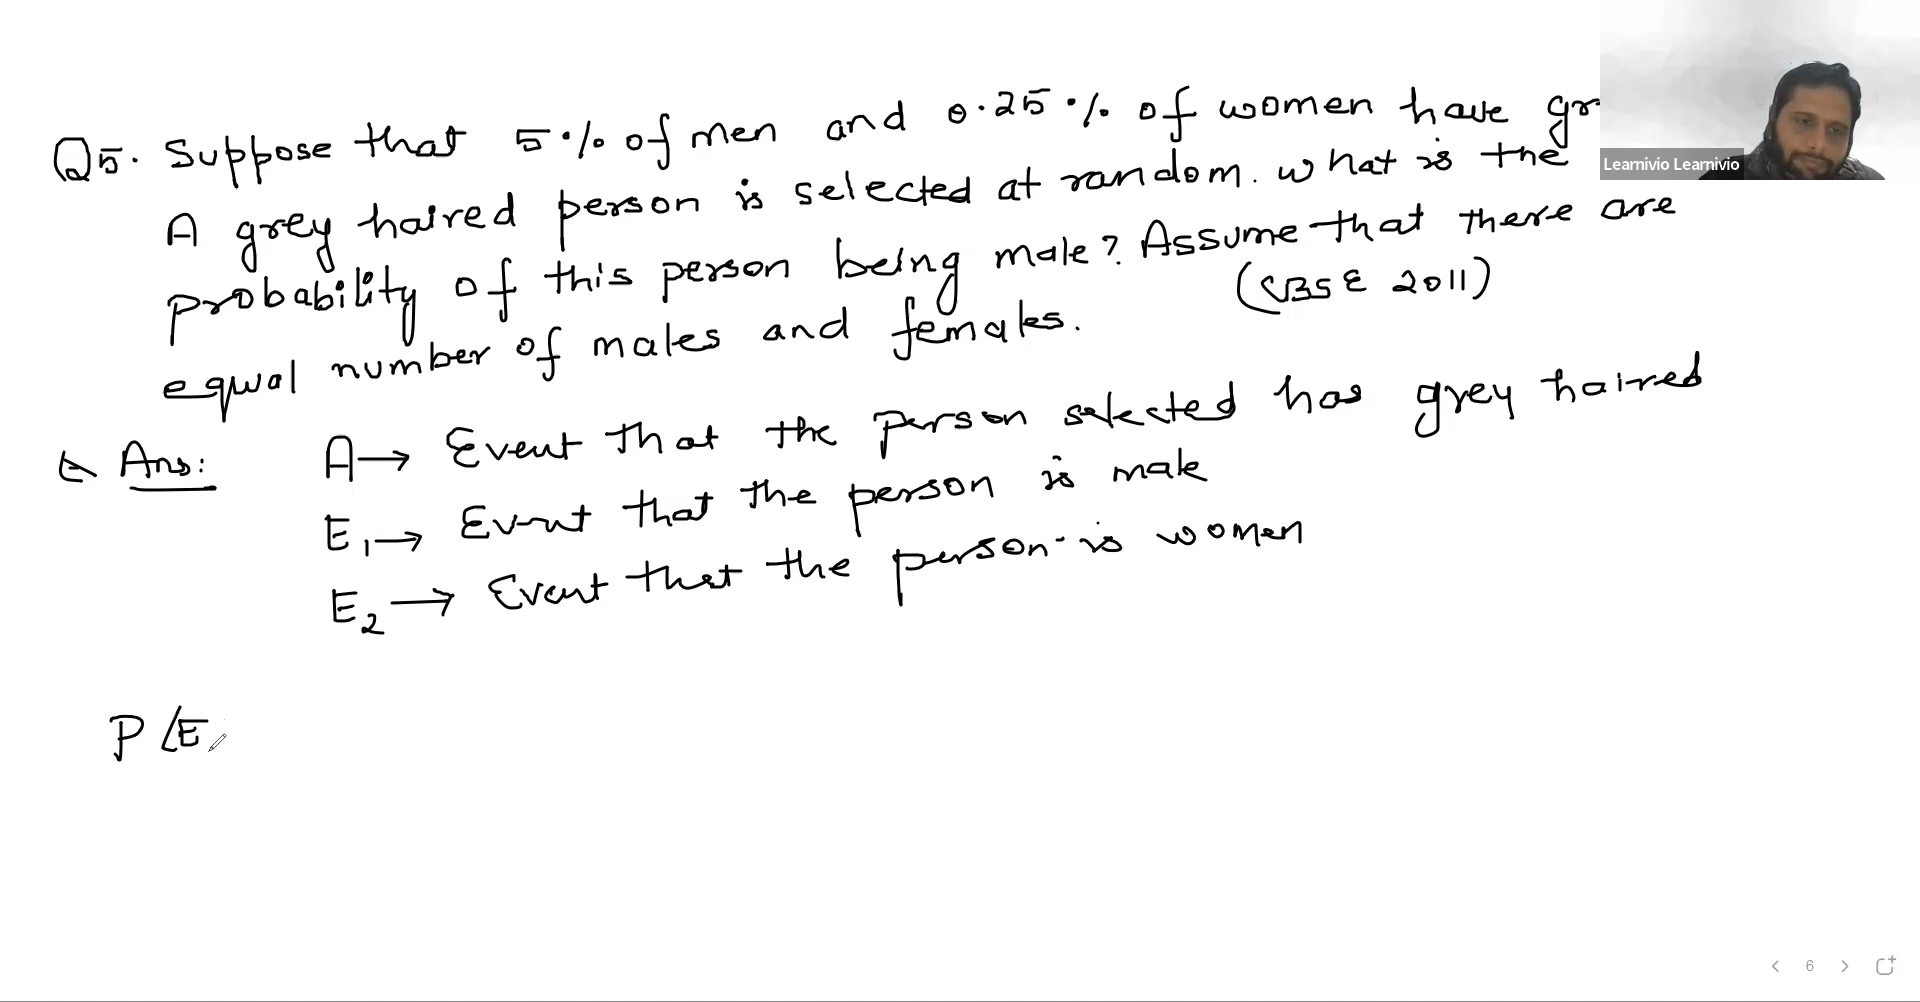 Q5. Suppose that 5% of men and 0.25% of women have
A grey haired person is selected at random. What is the
probability of this person being male? Assume that there are
equal number of males and females. (CBSE 2011)
Ans: A → Event that the person selected has grey haired
E1 → Event that the person is male
E2 → Event that the person is women
P(E
Learnivio Learnivio
6